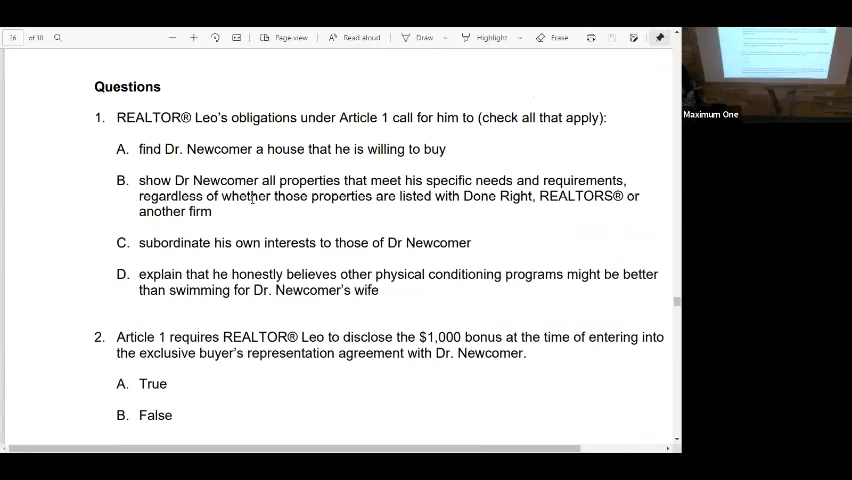 26 of 38 Page view Read aloud Draw Highlight Erase
Questions
1. REALTOR® Leo's obligations under Article 1 call for him to (check all that apply):
A. find Dr. Newcomer a house that he is willing to buy
B. show Dr Newcomer all properties that meet his specific needs and requirements,
regardless of whether those properties are listed with Done Right, REALTORS® or
another firm
C. subordinate his own interests to those of Dr Newcomer
D. explain that he honestly believes other physical conditioning programs might be better
than swimming for Dr. Newcomer's wife
2. Article 1 requires REALTOR® Leo to disclose the $1,000 bonus at the time of entering into
the exclusive buyer's representation agreement with Dr. Newcomer.
A. True
B. False
Maximum One